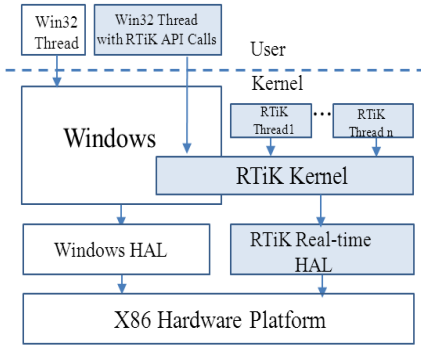 Win32
Thread
Win32 Thread
with RTiK API Calls
User
Kernel
Windows
RTiK
Thread1
...
RTiK
Thread n
RTiK Kernel
Windows HAL
RTiK Real-time
HAL
X86 Hardware Platform